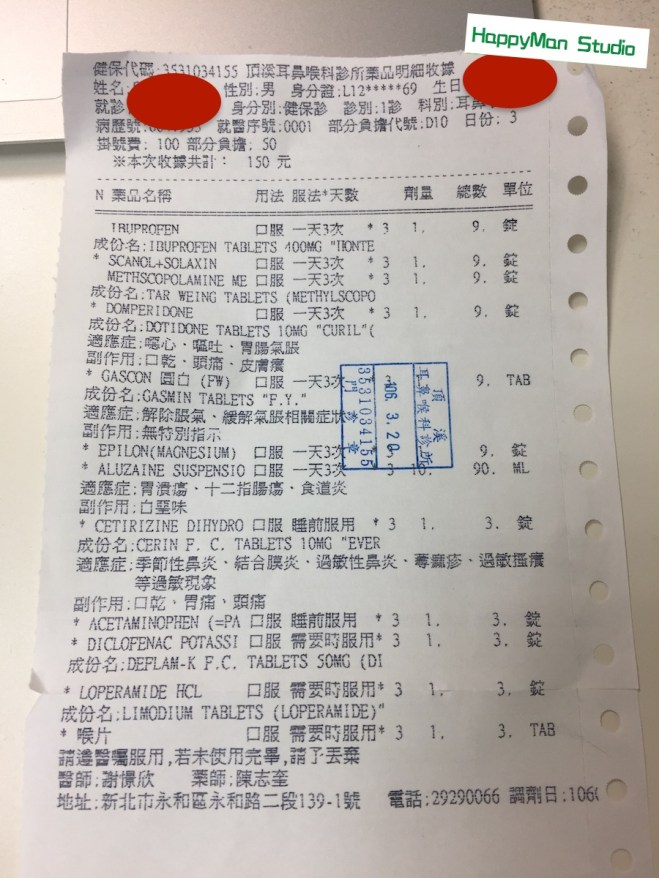 HappyMan Studio
健保代碼:3531034155 頂溪耳鼻喉科診所藥品明細收據
姓名: 性別:男 身分證:L12*****69 生日
就診 身分別:健保診 診別:1診 科別:耳鼻
病歷號: 就醫序號:0001 部分負擔代號:D10 日份: 3
掛號費: 100 部分負擔: 50
※本次收據共計: 150 元
N 藥品名稱 用法 服法*天數 劑量 總數 單位
IBUPROFEN 口服 一天3次 * 3 1. 9. 錠
成份名:IBUPROFEN TABLETS 400MG "HONTE
* SCANOL+SOLAXIN 口服 一天3次 * 3 1. 9. 錠
METHSCOPOLAMINE ME 口服 一天3次 * 3 1. 9. 錠
成份名:TAR WEING TABLETS (METHYLSCOPO
* DOMPERIDONE 口服 一天3次 * 3 1. 9. 錠
成份名:DOTIDONE TABLETS 10MG "CURIL"(
適應症:噁心、嘔吐、胃腸氣脹
副作用:口乾、頭痛、皮膚癢
* GASCON 圓白 (FW) 口服 一天3次 9. TAB
成份名:GASMIN TABLETS "F.Y."
適應症:解除脹氣、緩解氣脹相關症狀
副作用:無特別指示
* EPILON(MAGNESIUM) 口服 一天3次 9. 錠
* ALUZAINE SUSPENSIO 口服 一天3次 3 10. 90. ML
適應症:胃潰瘍、十二指腸瘍、食道炎
副作用:白堊味
* CETIRIZINE DIHYDRO 口服 睡前服用 * 3 1. 3. 錠
成份名:CERIN F. C. TABLETS 10MG "EVER
適應症:季節性鼻炎、結合膜炎、過敏性鼻炎、蕁麻疹、過敏搔癢
等過敏現象
副作用:口乾、胃痛、頭痛
* ACETAMINOPHEN (=PA 口服 睡前服用 * 3 1. 3. 錠
* DICLOFENAC POTASSI 口服 需要時服用* 3 1. 3. 錠
成份名:DEFLAM-K F.C. TABLETS 50MG (DI
* LOPERAMIDE HCL 口服 需要時服用* 3 1. 3. 錠
成份名:LIMODIUM TABLETS (LOPERAMIDE)"
* 喉片 口服 需要時服用* 3 1. 3. TAB
請遵醫囑服用,若未使用完畢,請予丟棄
醫師:謝憬欣 藥師:陳志奎
地址:新北市永和區永和路二段139-1號 電話:29290066 調劑日:106
頂溪
耳鼻喉科診所
106. 3. 20.
3531034155
門診章